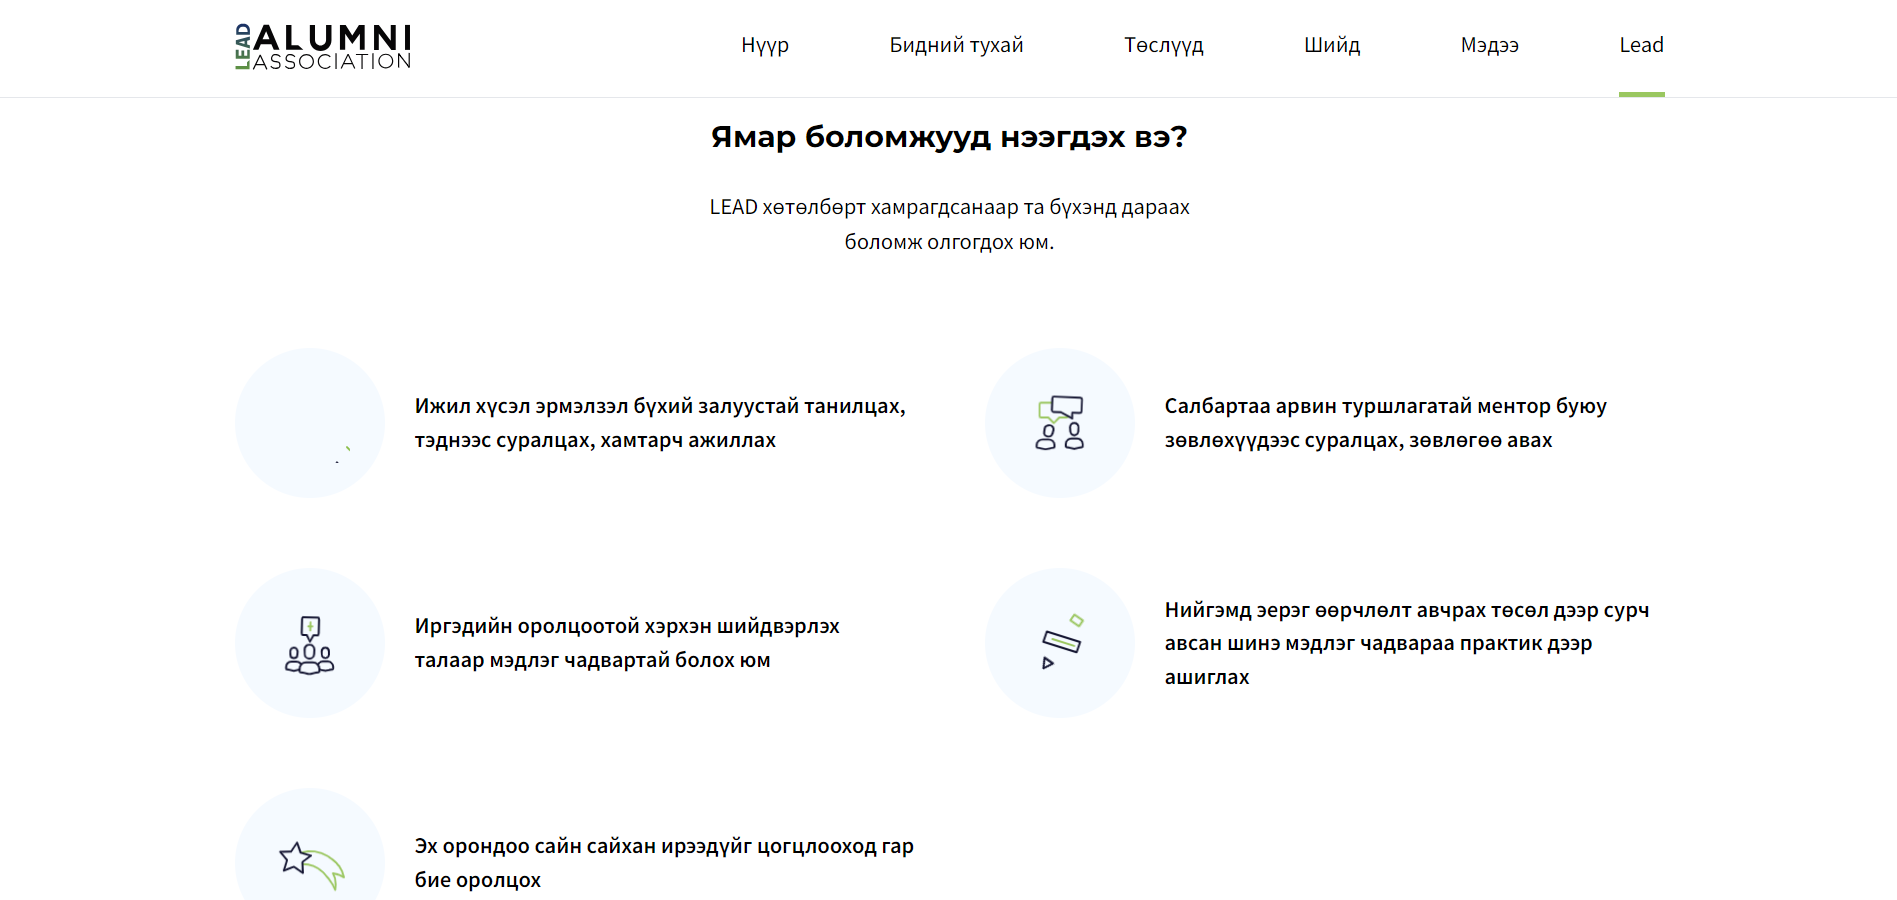 LEAD ALUMNI
ASSOCIATION
Нүүр
Бидний тухай
Төслүүд
Шийд
Мэдээ
Lead
Ямар боломжууд нээгдэх вэ?
LEAD хөтөлбөрт хамрагдсанаар та бүхэнд дараах
боломж олгогдох юм.
Ижил хүсэл эрмэлзэл бүхий залуустай танилцах,
тэднээс суралцах, хамтарч ажиллах
Салбартаа арвин туршлагатай ментор буюу
зөвлөхүүдээс суралцах, зөвлөгөө авах
Иргэдийн оролцоотой хэрхэн шийдвэрлэх
талаар мэдлэг чадвартай болох юм
Нийгэмд эерэг өөрчлөлт авчрах төсөл дээр сурч
авсан шинэ мэдлэг чадвараа практик дээр
ашиглах
Эх орондоо сайн сайхан ирээдүйг цогцлооход гар
бие оролцох